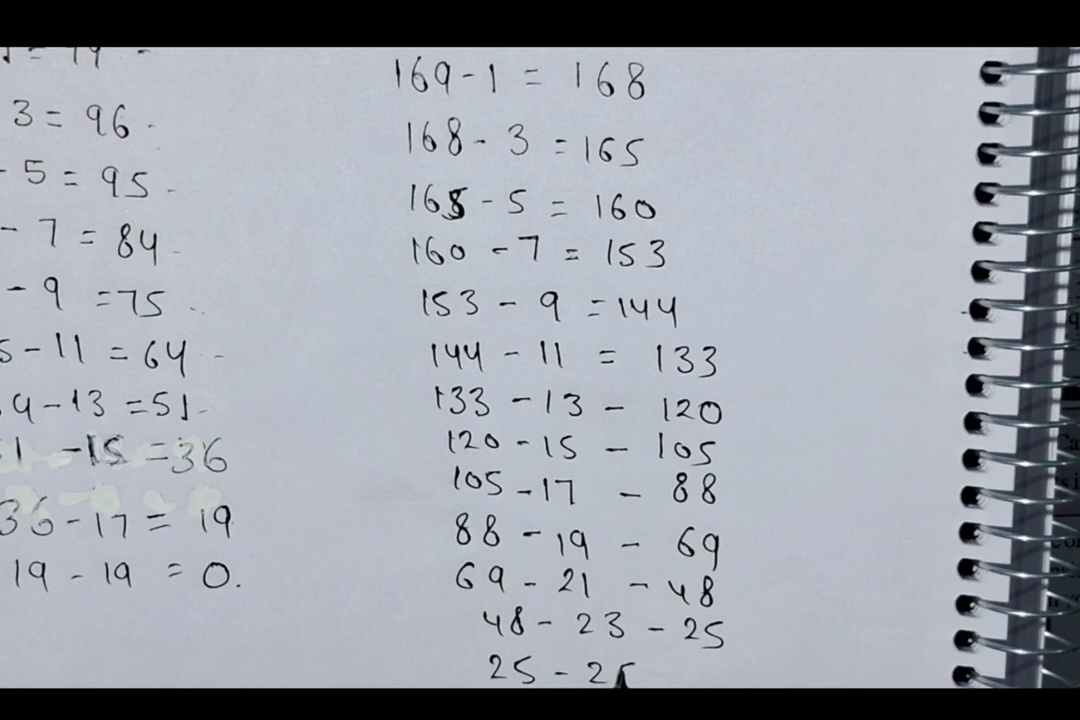 3 = 96
- 5 = 95
- 7 = 84
- 9 = 75
5 - 11 = 64
4 - 13 = 51
51 - 15 = 36
36 - 17 = 19
19 - 19 = 0.
169 - 1 = 168
168 - 3 = 165
165 - 5 = 160
160 - 7 = 153
153 - 9 = 144
144 - 11 = 133
133 - 13 - 120
120 - 15 - 105
105 - 17 - 88
88 - 19 - 69
69 - 21 - 48
48 - 23 - 25
25 - 25